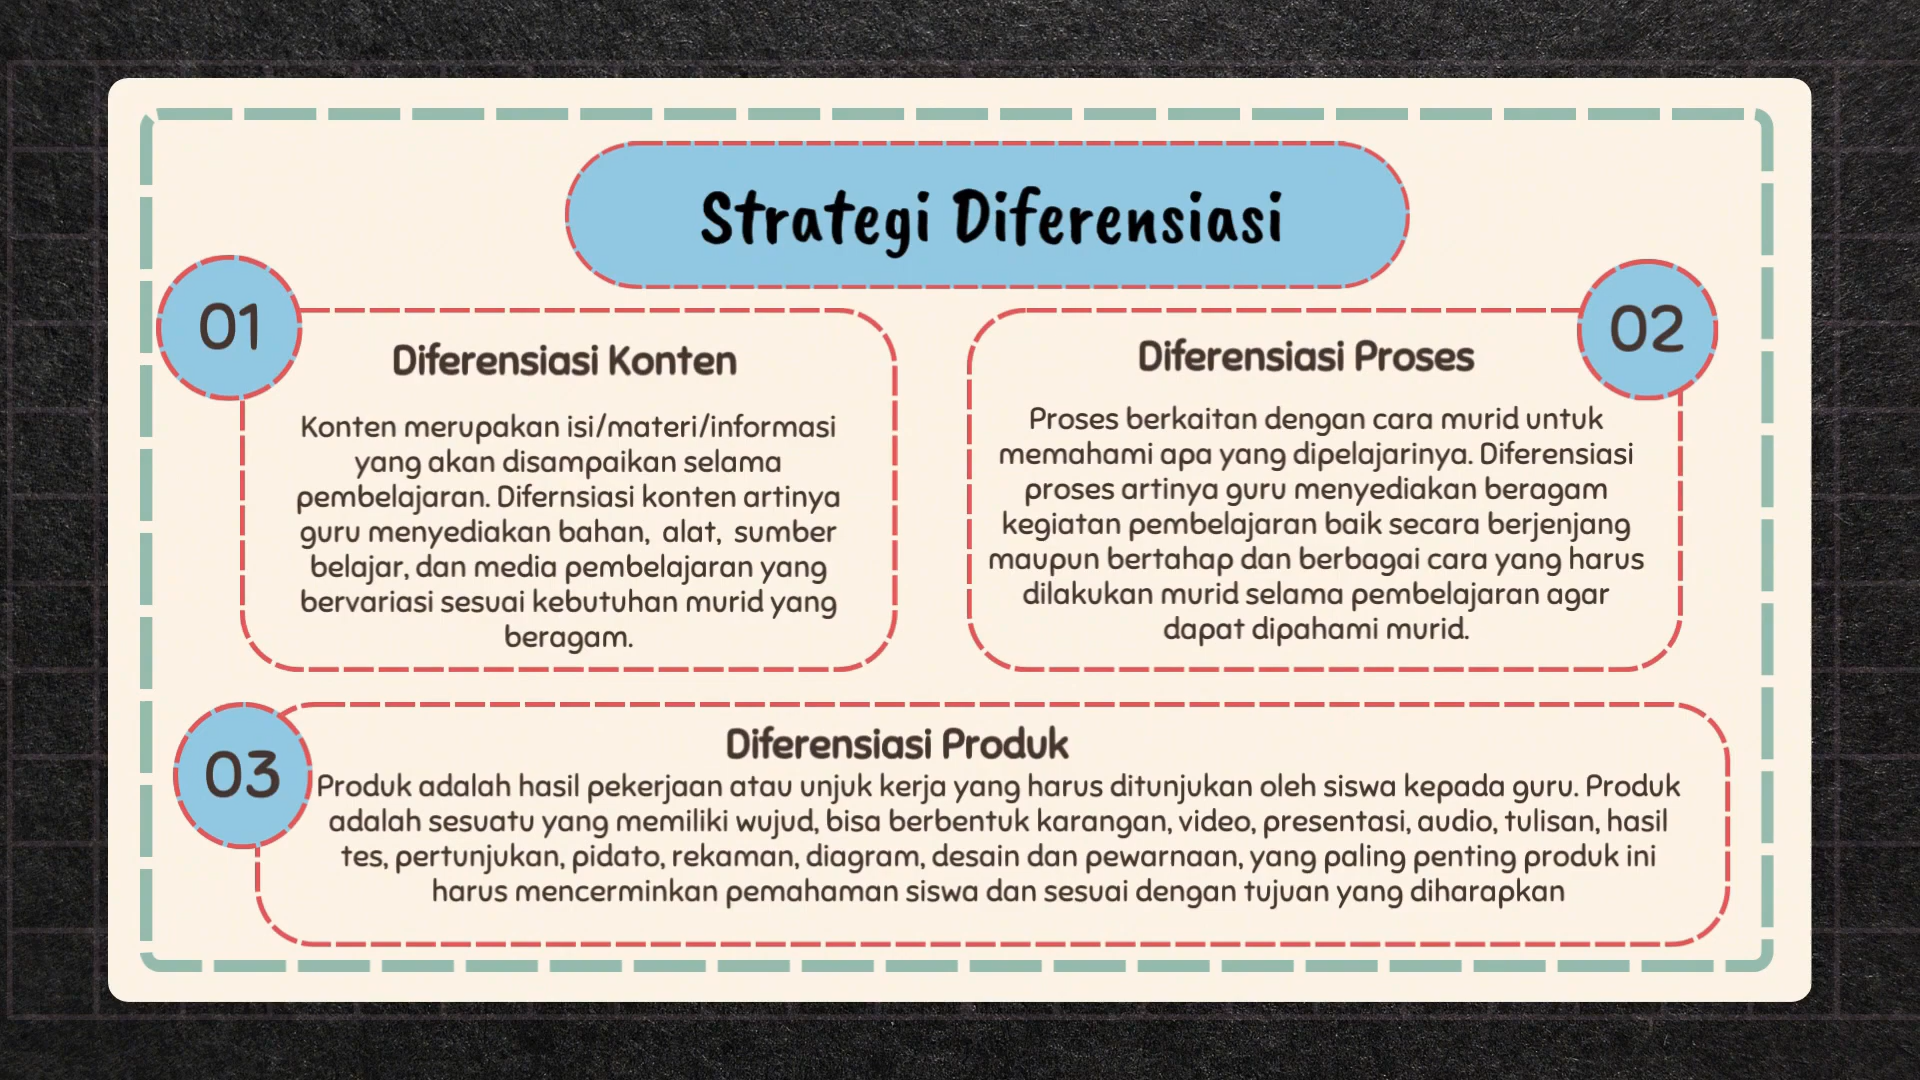 Strategi Diferensiasi
01
Diferensiasi Konten
Konten merupakan isi/materi/informasi
yang akan disampaikan selama
pembelajaran. Difernsiasi konten artinya
guru menyediakan bahan,  alat,  sumber
belajar, dan media pembelajaran yang
bervariasi sesuai kebutuhan murid yang
beragam.
02
Diferensiasi Proses
Proses berkaitan dengan cara murid untuk
memahami apa yang dipelajarinya. Diferensiasi
proses artinya guru menyediakan beragam
kegiatan pembelajaran baik secara berjenjang
maupun bertahap dan berbagai cara yang harus
dilakukan murid selama pembelajaran agar
dapat dipahami murid.
03
Diferensiasi Produk
Produk adalah hasil pekerjaan atau unjuk kerja yang harus ditunjukan oleh siswa kepada guru. Produk
adalah sesuatu yang memiliki wujud, bisa berbentuk karangan, video, presentasi, audio, tulisan, hasil
tes, pertunjukan, pidato, rekaman, diagram, desain dan pewarnaan, yang paling penting produk ini
harus mencerminkan pemahaman siswa dan sesuai dengan tujuan yang diharapkan